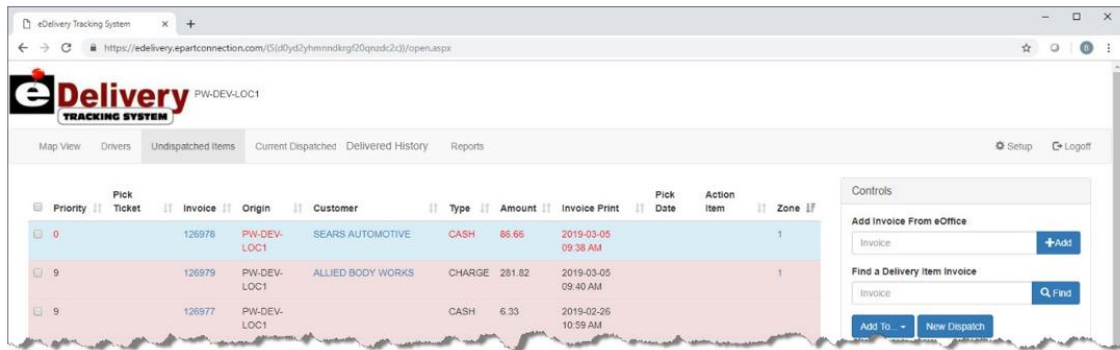 eDelivery Tracking System
https://edelivery.epartconnection.com/(S(d0yd2yhmnndkrgf20qnzdc2c))/open.aspx
eDelivery PW-DEV-LOC1
TRACKING SYSTEM
Map View Drivers Undispatched Items Current Dispatched Delivered History Reports Setup Logoff
Controls
Priority Pick Ticket Invoice Origin Customer Type Amount Invoice Print Pick Date Action Item Zone
0 126978 PW-DEV-LOC1 SEARS AUTOMOTIVE CASH 86.66 2019-03-05 09:38 AM 1
9 126979 PW-DEV-LOC1 ALLIED BODY WORKS CHARGE 281.82 2019-03-05 09:40 AM 1
9 126977 PW-DEV-LOC1 CASH 6.33 2019-02-26 10:59 AM
Add Invoice From eOffice
Invoice Add
Find a Delivery Item Invoice
Invoice Find
Add To... New Dispatch